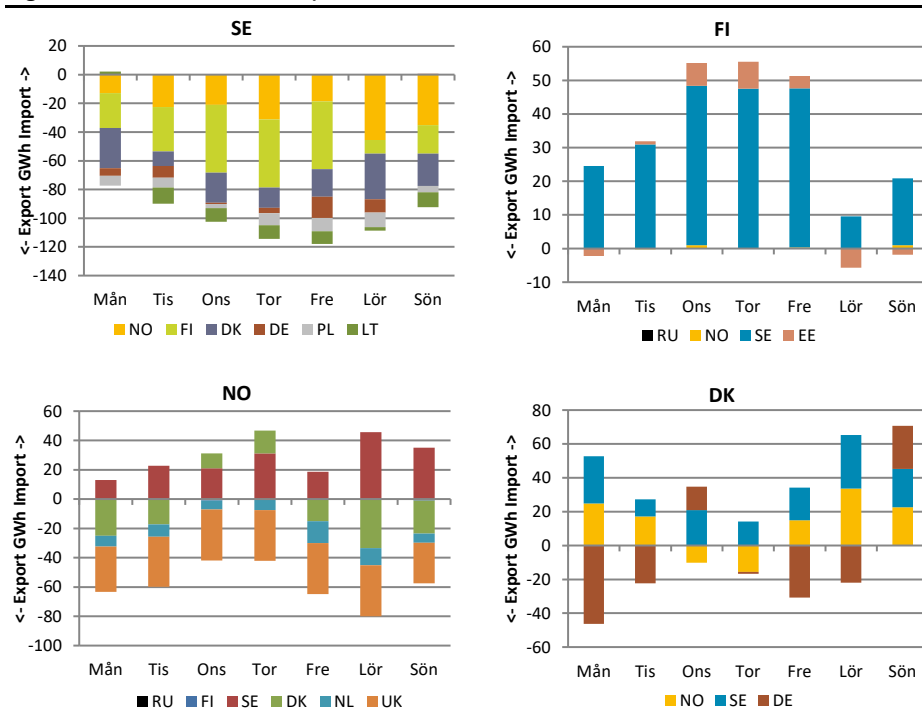 SE
<- Export GWh Import ->
20
0
-20
-40
-60
-80
-100
-120
-140
Mån Tis Ons Tor Fre Lör Sön
NO FI DK DE PL LT
FI
<- Export GWh Import ->
60
50
40
30
20
10
0
-10
Mån Tis Ons Tor Fre Lör Sön
RU NO SE EE
NO
<- Export GWh Import ->
60
40
20
0
-20
-40
-60
-80
-100
Mån Tis Ons Tor Fre Lör Sön
RU FI SE DK NL UK
DK
<- Export GWh Import ->
80
60
40
20
0
-20
-40
-60
Mån Tis Ons Tor Fre Lör Sön
NO SE DE